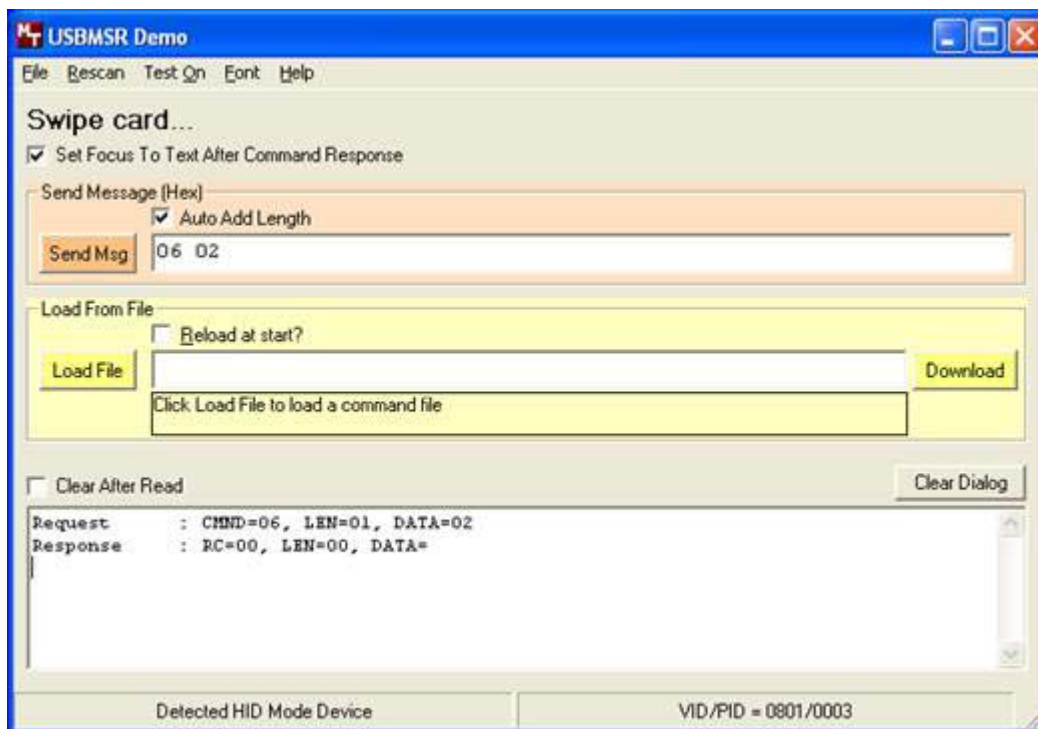 MT USBMSR Demo
File Rescan Test On Font Help
Swipe card...
Set Focus To Text After Command Response
Send Message (Hex)
Auto Add Length
Send Msg 06 02
Load From File
Reload at start?
Load File Download
Click Load File to load a command file
Clear After Read Clear Dialog
Request : CMND=06, LEN=01, DATA=02
Response : RC=00, LEN=00, DATA=
Detected HID Mode Device VID/PID = 0801/0003